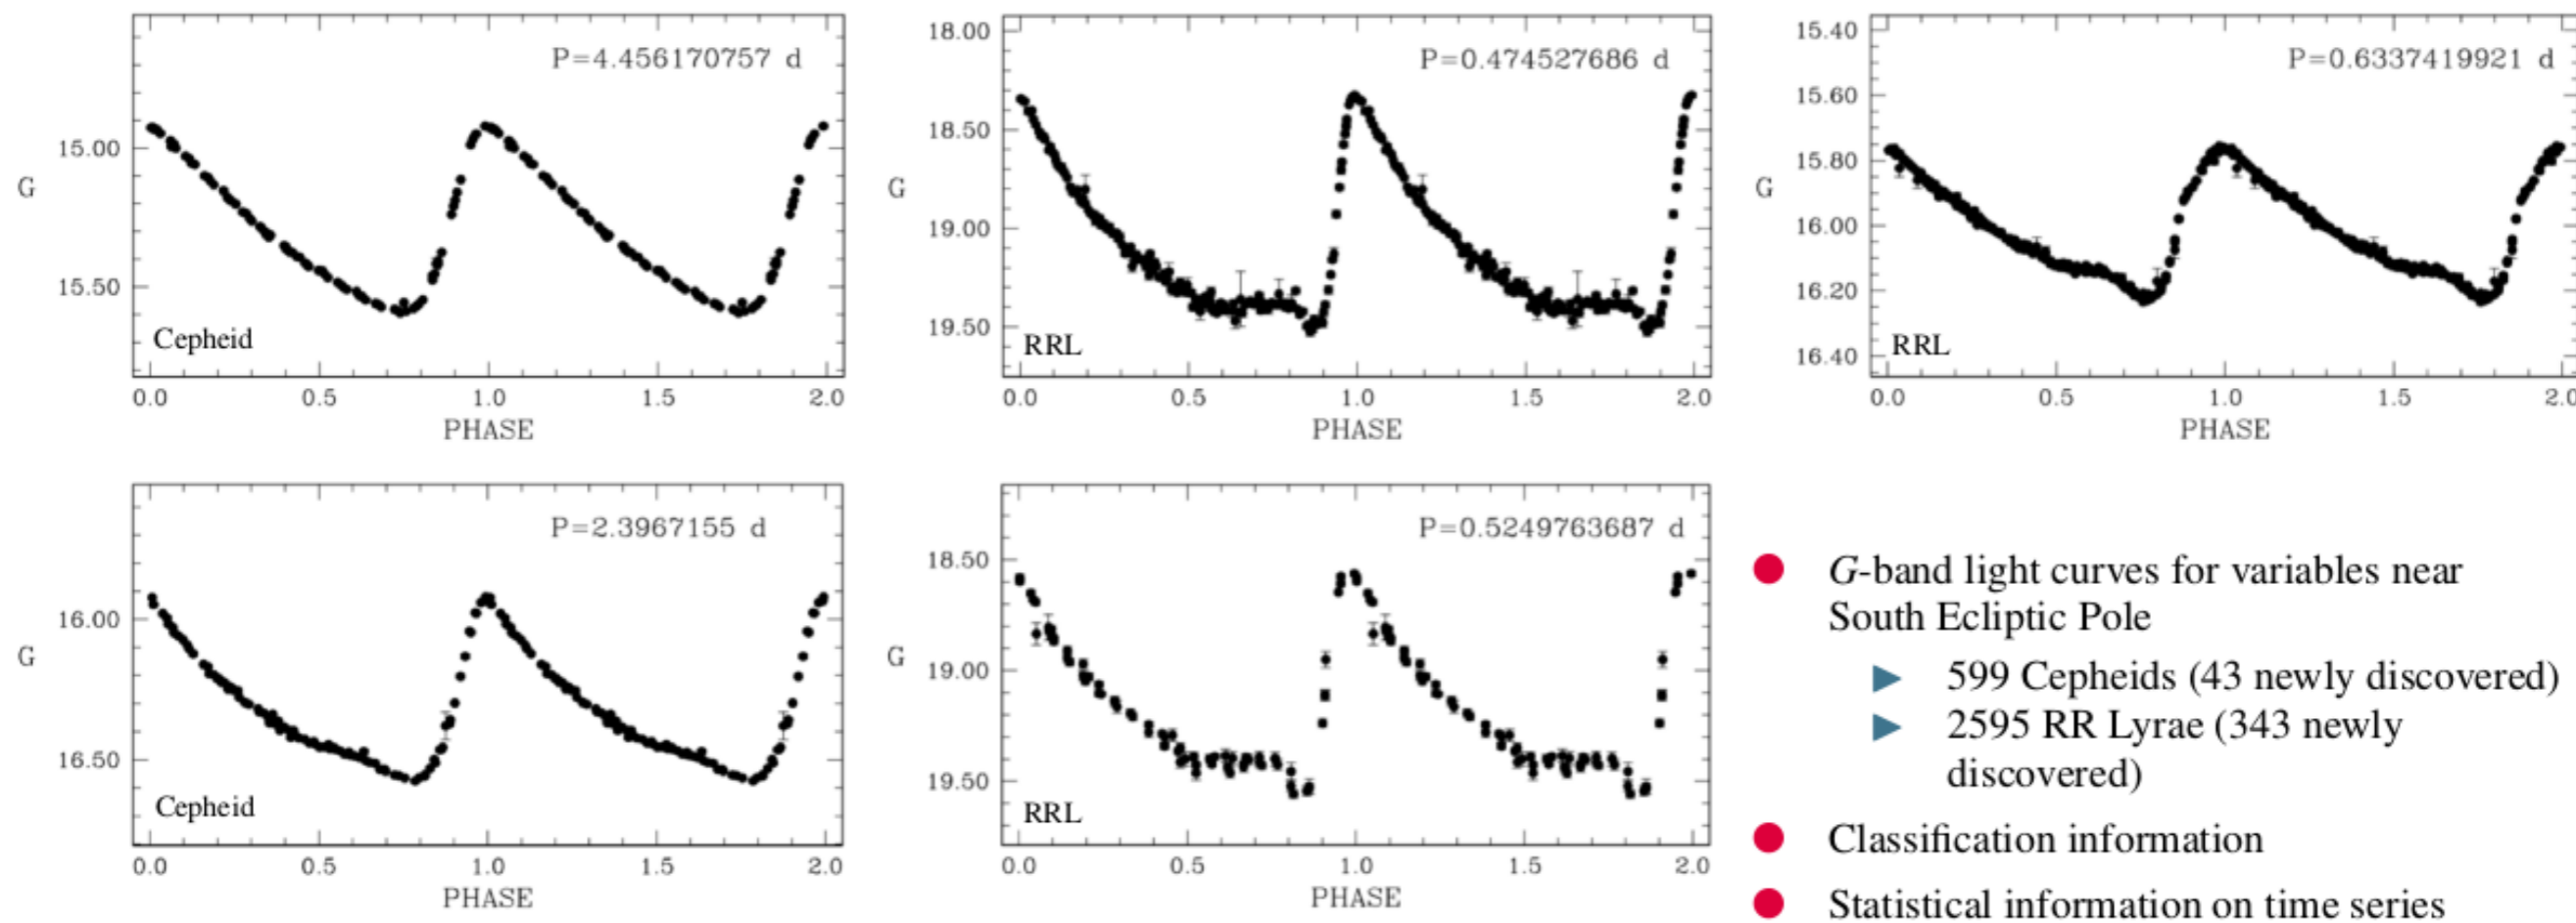 P=4.456170757 d
15.00
G
15.50
Cepheid
0.0 0.5 1.0 1.5 2.0
PHASE
18.00
P=0.474527686 d
18.50
G
19.00
19.50
RRL
0.0 0.5 1.0 1.5 2.0
PHASE
15.40
P=0.6337419921 d
15.60
15.80
G
16.00
16.20
16.40
RRL
0.0 0.5 1.0 1.5 2.0
PHASE
P=2.3967155 d
16.00
G
16.50
Cepheid
0.0 0.5 1.0 1.5 2.0
PHASE
P=0.5249763687 d
18.50
G
19.00
19.50
RRL
0.0 0.5 1.0 1.5 2.0
PHASE
G-band light curves for variables near
South Ecliptic Pole
599 Cepheids (43 newly discovered)
2595 RR Lyrae (343 newly
discovered)
Classification information
Statistical information on time series